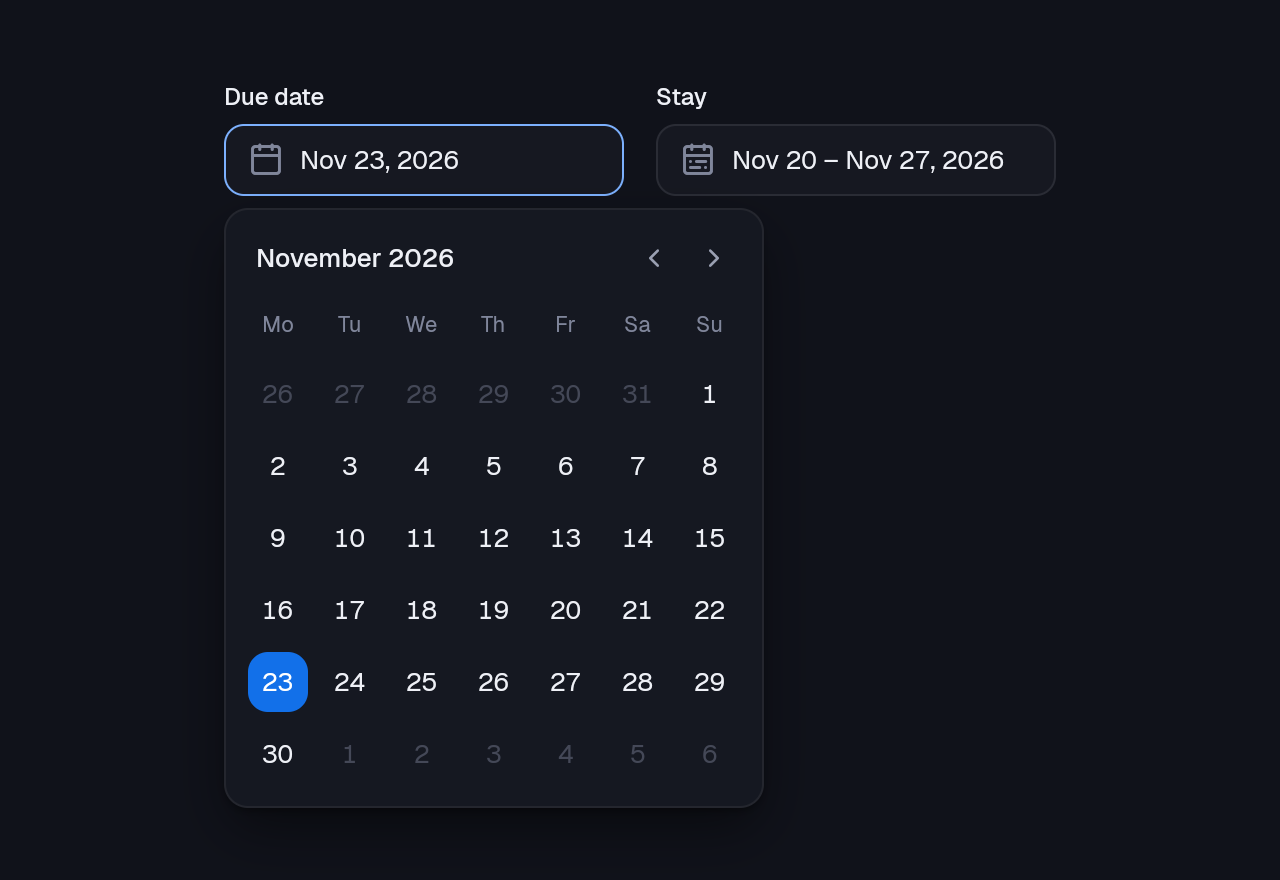 Due date Stay
Nov 23, 2026 Nov 20 – Nov 27, 2026
November 2026
Mo Tu We Th Fr Sa Su
26 27 28 29 30 31 1
2 3 4 5 6 7 8
9 10 11 12 13 14 15
16 17 18 19 20 21 22
23 24 25 26 27 28 29
30 1 2 3 4 5 6